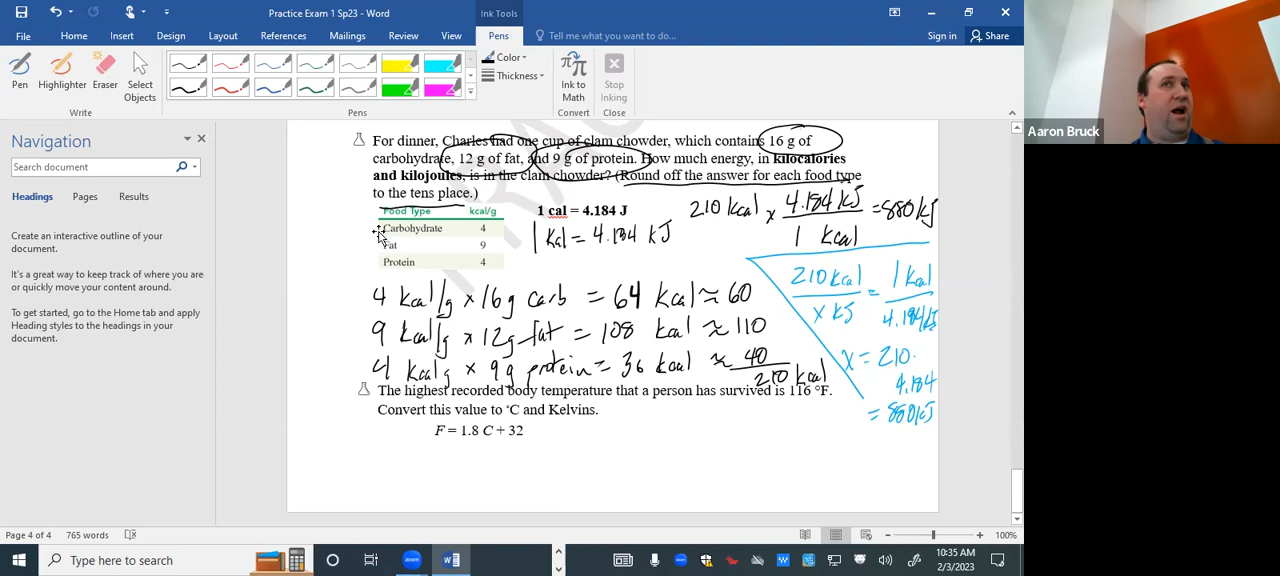 Practice Exam 1 Sp23 - Word
Ink Tools
File Home Insert Design Layout References Mailings Review View Pens Tell me what you want to do... Sign in Share
Pen Highlighter Eraser Select Objects
Color
Thickness
Ink to Math
Stop Inking
Write Pens Convert Close
Aaron Bruck
Navigation
Search document
Headings Pages Results
Create an interactive outline of your document.
It's a great way to keep track of where you are or quickly move your content around.
To get started, go to the Home tab and apply Heading styles to the headings in your document.
For dinner, Charles had one cup of clam chowder, which contains 16 g of
carbohydrate, 12 g of fat, and 9 g of protein. How much energy, in kilocalories
and kilojoules, is in the clam chowder? (Round off the answer for each food type
to the tens place.)
Food Type kcal/g
Carbohydrate 4
Fat 9
Protein 4
1 cal = 4.184 J
1 kcal = 4.184 kJ
210 kcal x 4.184 kJ / 1 kcal = 880 kJ
4 kcal/g x 16g carb = 64 kcal ≈ 60
9 kcal/g x 12g fat = 108 kcal ≈ 110
4 kcal/g x 9g protein = 36 kcal ≈ 40
210 kcal
210 kcal / x kJ = 1 kcal / 4.184 kJ
x = 210 ·
4.184
= 880 kJ
The highest recorded body temperature that a person has survived is 116 °F.
Convert this value to °C and Kelvins.
F = 1.8 C + 32
Page 4 of 4 765 words
100%
Type here to search
zoom
10:35 AM
2/3/2023